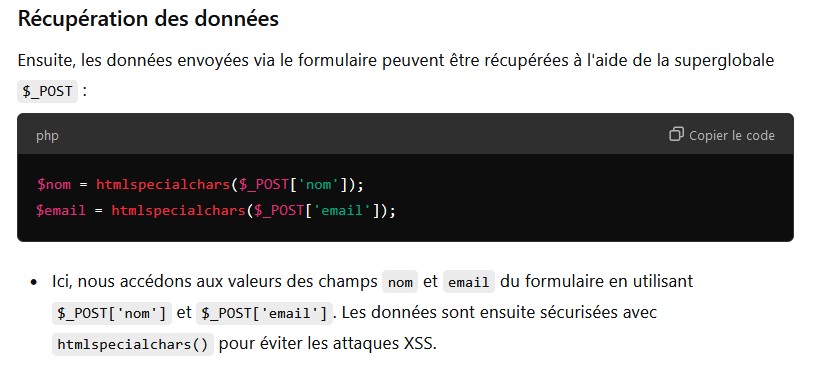 Récupération des données
Ensuite, les données envoyées via le formulaire peuvent être récupérées à l'aide de la superglobale
$_POST :
php
Copier le code
$nom = htmlspecialchars($_POST['nom']);
$email = htmlspecialchars($_POST['email']);
• Ici, nous accédons aux valeurs des champs nom et email du formulaire en utilisant
$_POST['nom'] et $_POST['email']. Les données sont ensuite sécurisées avec
htmlspecialchars() pour éviter les attaques XSS.